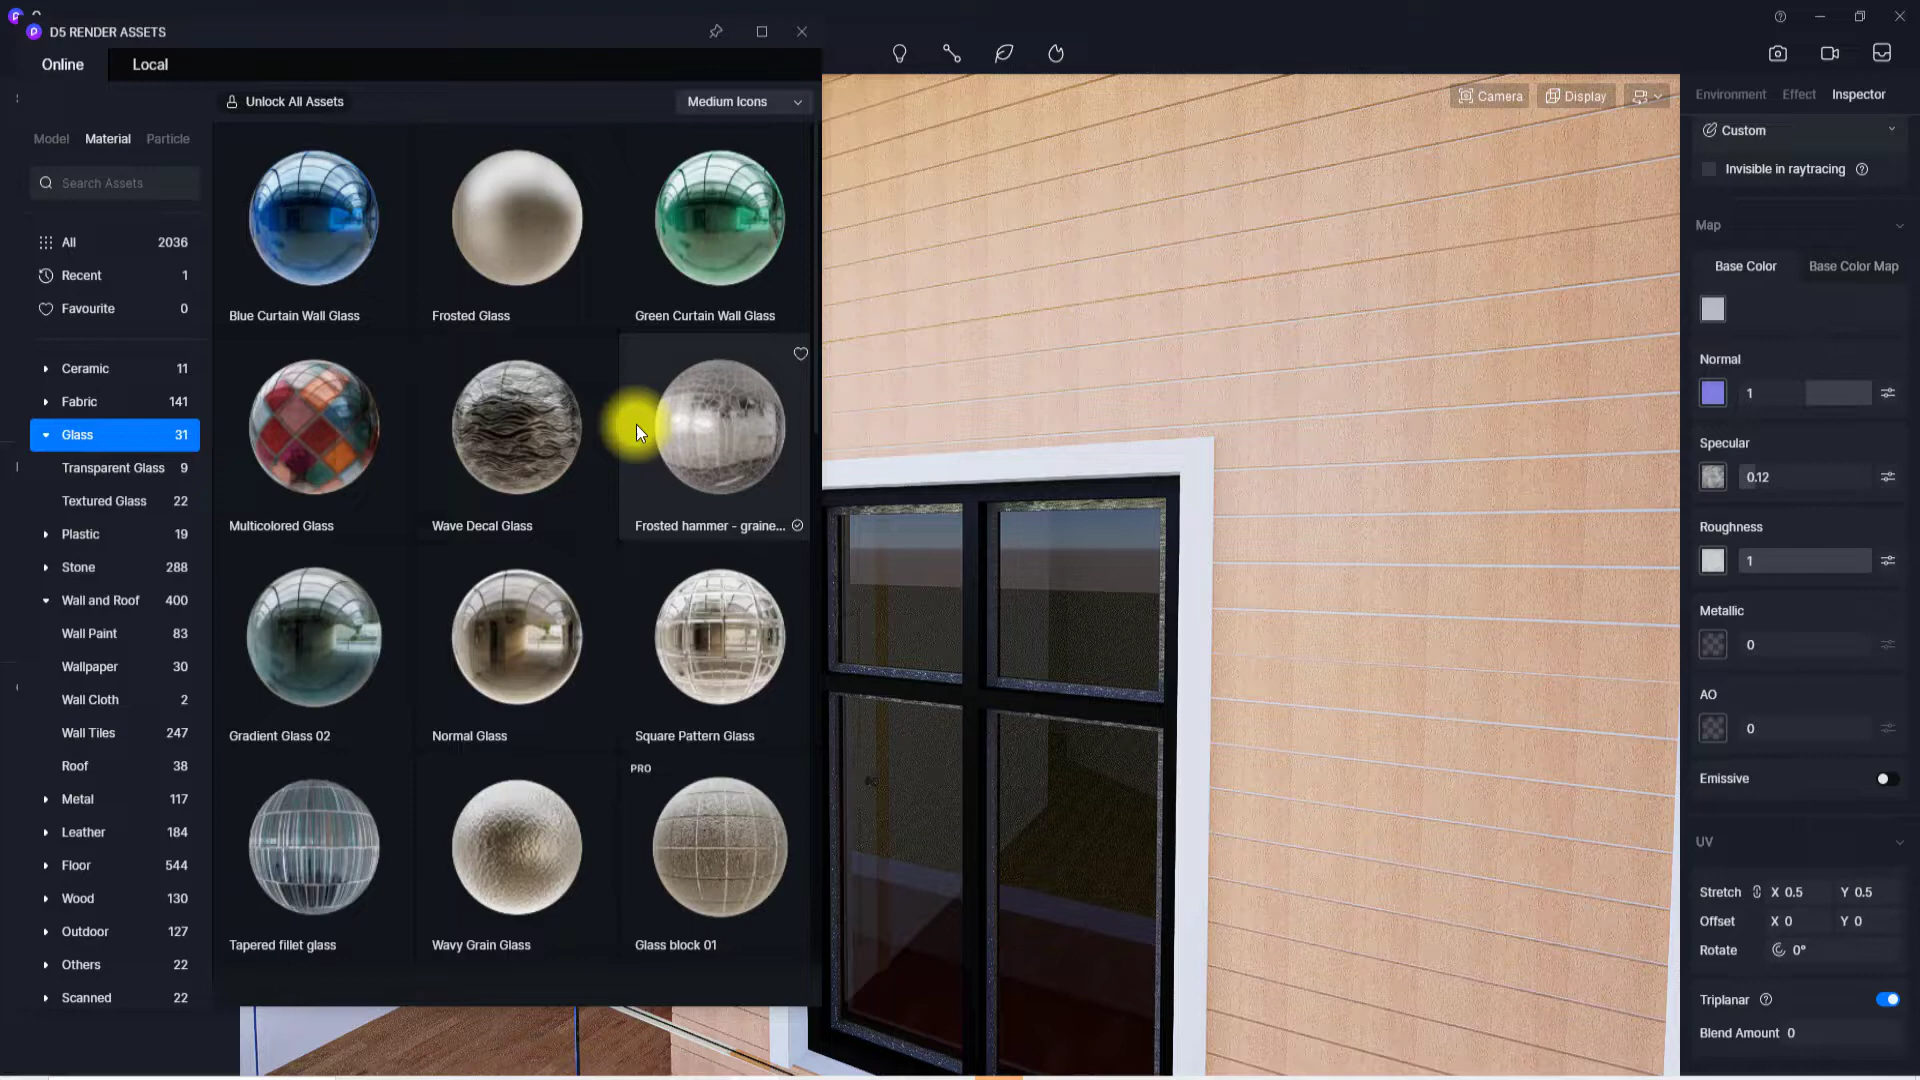 D5 RENDER ASSETS
Online
Local
Unlock All Assets
Medium Icons
Model
Material
Particle
Search Assets
All 2036
Recent 1
Favourite 0
Ceramic 11
Fabric 141
Glass 31
Transparent Glass 9
Textured Glass 22
Plastic 19
Stone 288
Wall and Roof 400
Wall Paint 83
Wallpaper 30
Wall Cloth 2
Wall Tiles 247
Roof 38
Metal 117
Leather 184
Floor 544
Wood 130
Outdoor 127
Others 22
Scanned 22
Blue Curtain Wall Glass
Frosted Glass
Green Curtain Wall Glass
Multicolored Glass
Wave Decal Glass
Frosted hammer - graine...
Gradient Glass 02
Normal Glass
Square Pattern Glass
PRO
Tapered fillet glass
Wavy Grain Glass
Glass block 01
Camera
Display
Environment
Effect
Inspector
Custom
Invisible in raytracing
Map
Base Color
Base Color Map
Normal
1
Specular
0.12
Roughness
1
Metallic
0
AO
0
Emissive
UV
Stretch X 0.5 Y 0.5
Offset X 0 Y 0
Rotate 0°
Triplanar
Blend Amount 0